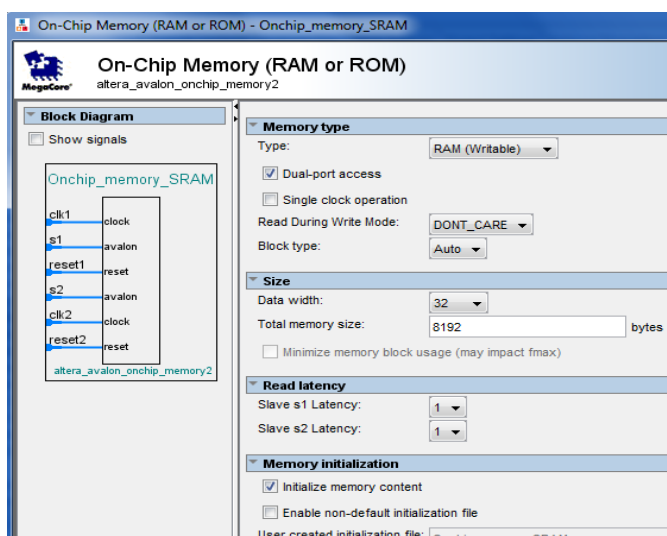 On-Chip Memory (RAM or ROM) - Onchip_memory_SRAM
MegaCore®
On-Chip Memory (RAM or ROM)
altera_avalon_onchip_memory2
Block Diagram
Show signals
Onchip_memory_SRAM
clk1
clock
s1
avalon
reset1
reset
s2
avalon
clk2
clock
reset2
reset
altera_avalon_onchip_memory2
Memory type
Type: RAM (Writable)
Dual-port access
Single clock operation
Read During Write Mode: DONT_CARE
Block type: Auto
Size
Data width: 32
Total memory size: 8192 bytes
Minimize memory block usage (may impact fmax)
Read latency
Slave s1 Latency: 1
Slave s2 Latency: 1
Memory initialization
Initialize memory content
Enable non-default initialization file
User created initialization file: